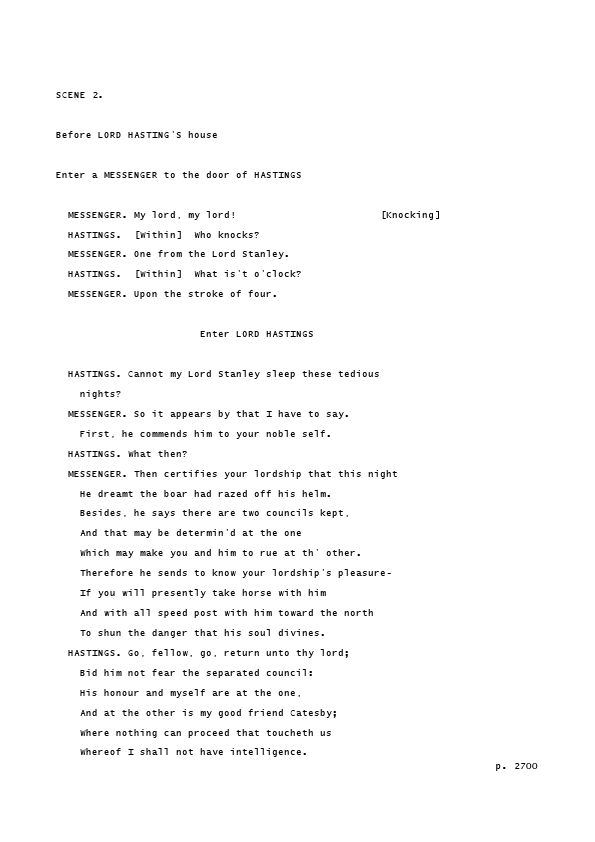 SCENE 2.
Before LORD HASTING'S house
Enter a MESSENGER to the door of HASTINGS
MESSENGER. My lord, my lord! [Knocking]
HASTINGS. [Within] Who knocks?
MESSENGER. One from the Lord Stanley.
HASTINGS. [Within] What is't o'clock?
MESSENGER. Upon the stroke of four.
Enter LORD HASTINGS
HASTINGS. Cannot my Lord Stanley sleep these tedious
nights?
MESSENGER. So it appears by that I have to say.
First, he commends him to your noble self.
HASTINGS. What then?
MESSENGER. Then certifies your lordship that this night
He dreamt the boar had razed off his helm.
Besides, he says there are two councils kept,
And that may be determin'd at the one
Which may make you and him to rue at th' other.
Therefore he sends to know your lordship's pleasure-
If you will presently take horse with him
And with all speed post with him toward the north
To shun the danger that his soul divines.
HASTINGS. Go, fellow, go, return unto thy lord;
Bid him not fear the separated council:
His honour and myself are at the one,
And at the other is my good friend Catesby;
Where nothing can proceed that toucheth us
Whereof I shall not have intelligence.
p. 2700